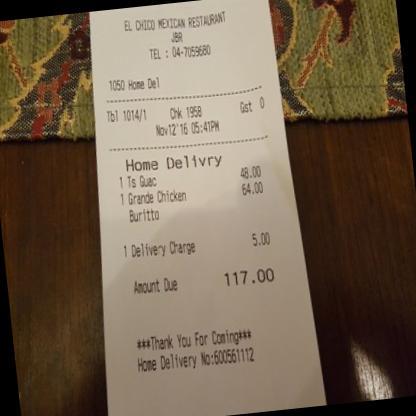 EL CHICO MEXICAN RESTAURANT
JBR
TEL : 04-7059680
1050 Home Del
Tbl 1014/1 Chk 1958 Gst 0
Nov12'16 05:41PM
Home Delivry
1 Ts Guac 48.00
1 Grande Chicken 64.00
Buritto
1 Delivery Charge 5.00
Amount Due 117.00
***Thank You For Coming***
Home Delivery No:600561112